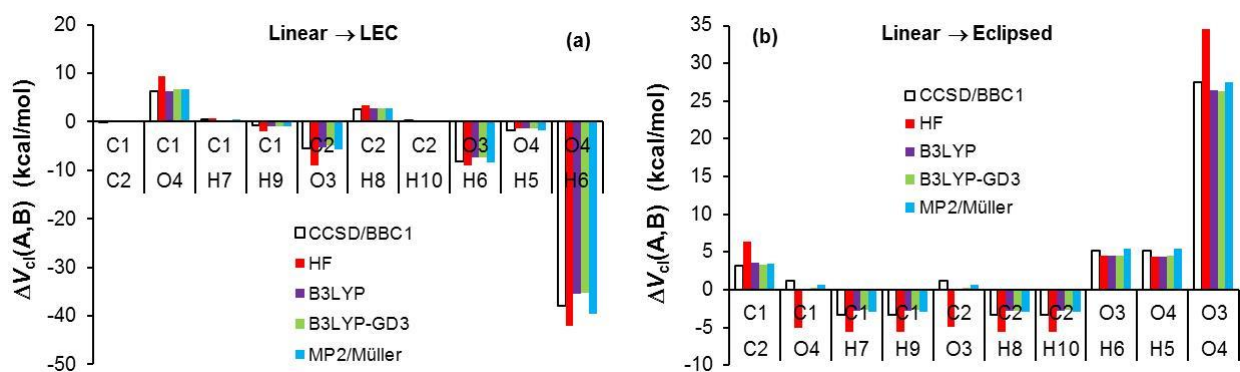 Linear → LEC
(a)
ΔVcl(A,B) (kcal/mol)
20
10
0
-10
-20
-30
-40
-50
C1 C1 C1 C1 C2 C2 C2 O3 O4 O4
C2 O4 H7 H9 O3 H8 H10 H6 H5 H6
CCSD/BBC1
HF
B3LYP
B3LYP-GD3
MP2/Müller
(b)
Linear → Eclipsed
ΔVcl(A,B) (kcal/mol)
35
30
25
20
15
10
5
0
-5
-10
CCSD/BBC1
HF
B3LYP
B3LYP-GD3
MP2/Müller
C1 C1 C1 C1 C2 C2 C2 O3 O4 O3
C2 O4 H7 H9 O3 H8 H10 H6 H5 O4